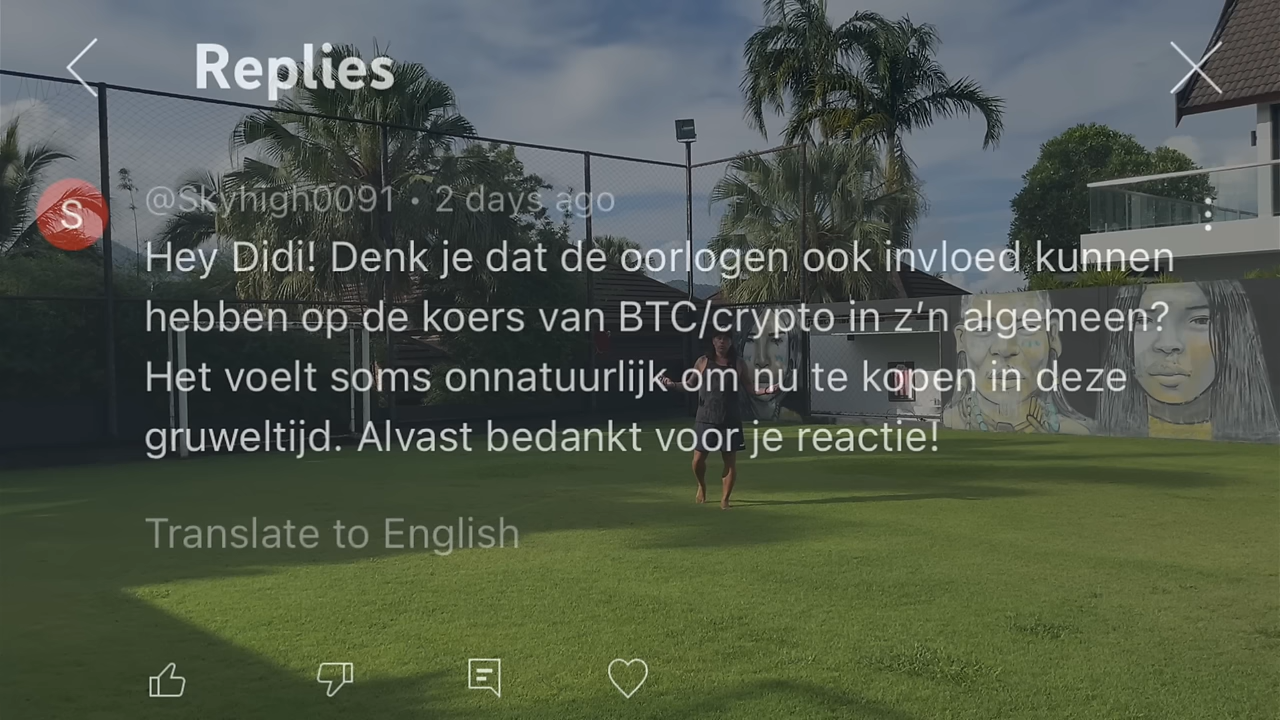 Replies
S
@Skyhigh0091 • 2 days ago
Hey Didi! Denk je dat de oorlogen ook invloed kunnen
hebben op de koers van BTC/crypto in z’n algemeen?
Het voelt soms onnatuurlijk om nu te kopen in deze
gruweltijd. Alvast bedankt voor je reactie!
Translate to English